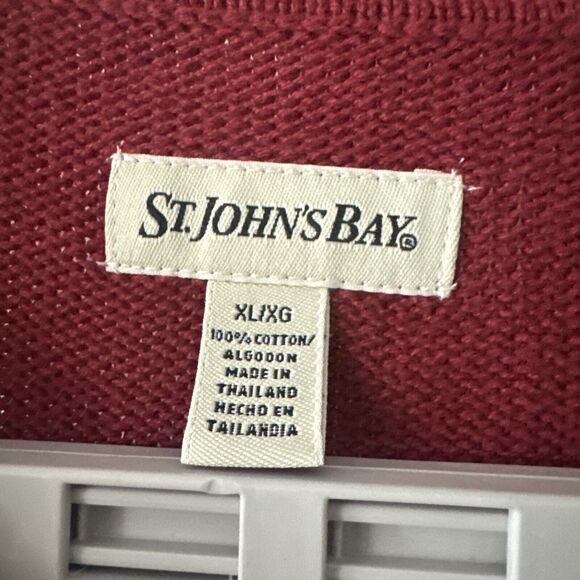 ST. JOHN'S BAY®
XL/XG
100% COTTON/
ALGODON
MADE IN
THAILAND
HECHO EN
TAILANDIA